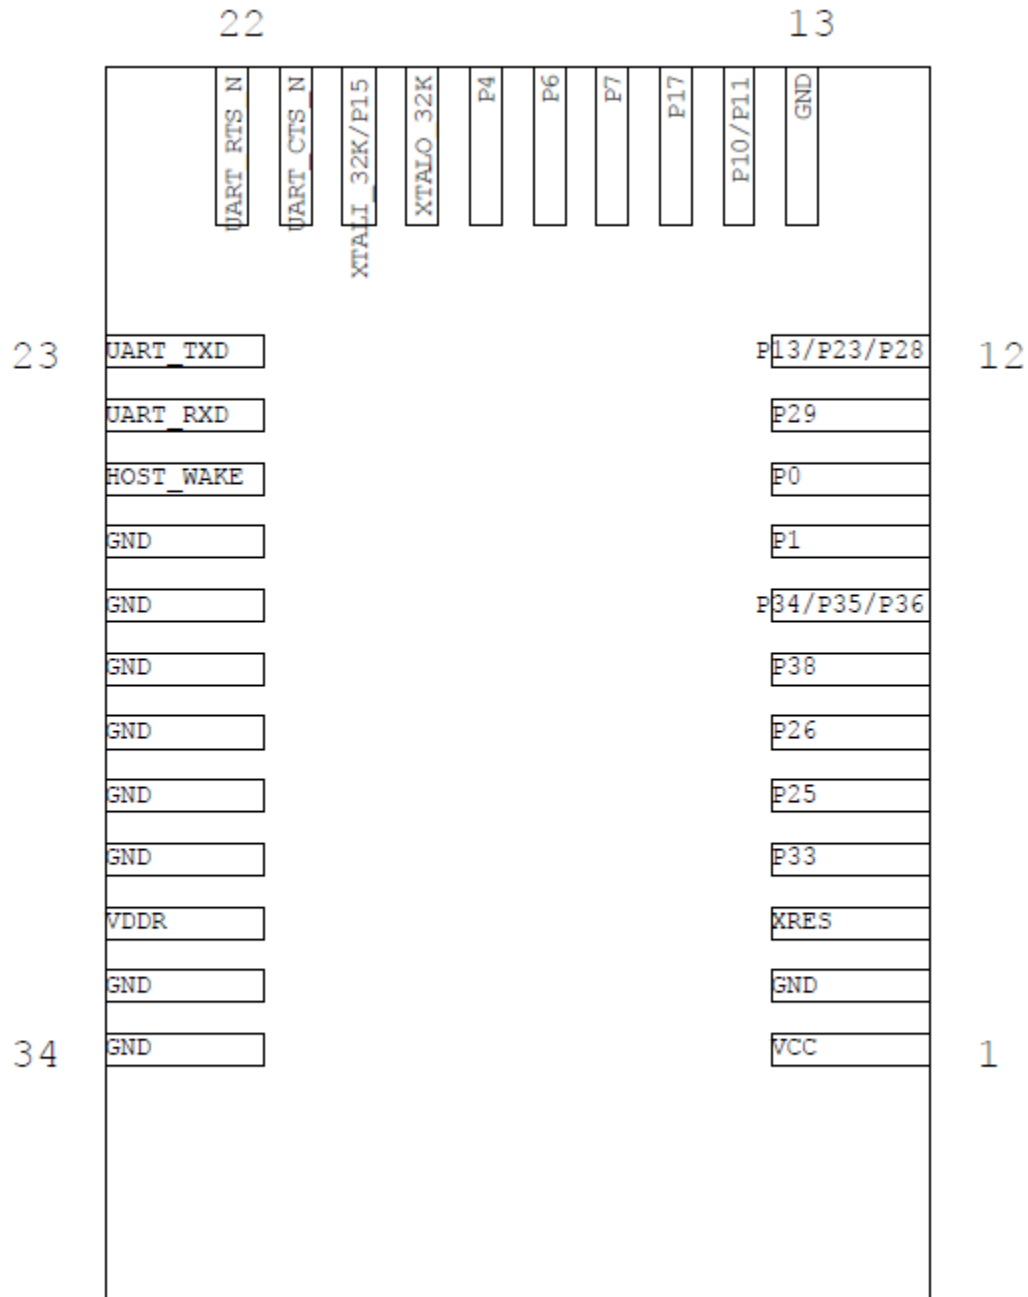 22 13
UART_RTS_N
UART_CTS_N
XTALI_32K/P15
XTALO_32K
P4
P6
P7
P17
P10/P11
GND
23 UART_TXD P13/P23/P28 12
UART_RXD P29
HOST_WAKE P0
GND P1
GND P34/P35/P36
GND P38
GND P26
GND P25
GND P33
VDDR XRES
GND GND
34 GND VCC 1